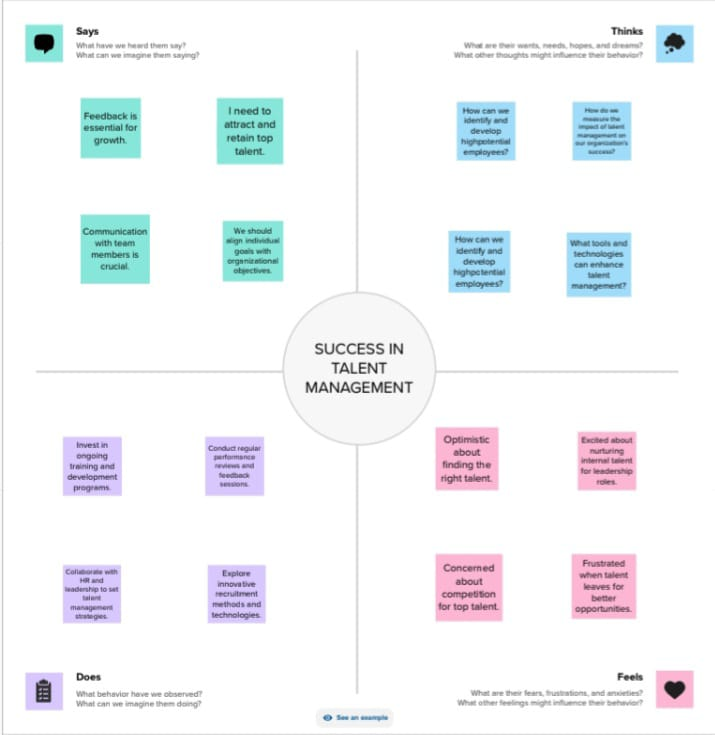 Says
What have we heard them say?
What can we imagine them saying?
Thinks
What are their wants, needs, hopes, and dreams?
What other thoughts might influence their behavior?
Feedback is
essential for
growth.
I need to
attract and
retain top
talent.
How can we
identify and
develop
highpotential
employees?
How do we
measure the
impact of talent
management on
our organization's
success?
Communication
with team
members is
crucial.
We should
align individual
goals with
organizational
objectives.
How can we
identify and
develop
highpotential
employees?
What tools and
technologies
can enhance
talent
management?
SUCCESS IN
TALENT
MANAGEMENT
Invest in
ongoing
training and
development
programs.
Conduct regular
performance
reviews and
feedback
sessions.
Optimistic
about
finding the
right talent.
Excited about
nurturing
internal talent
for leadership
roles.
Collaborate with
HR and
leadership to set
talent
management
strategies.
Explore
innovative
recruitment
methods and
technologies.
Concerned
about
competition
for top talent.
Frustrated
when talent
leaves for
better
opportunities.
Does
What behavior have we observed?
What can we imagine them doing?
Feels
What are their fears, frustrations, and anxieties?
What other feelings might influence their behavior?
See an example